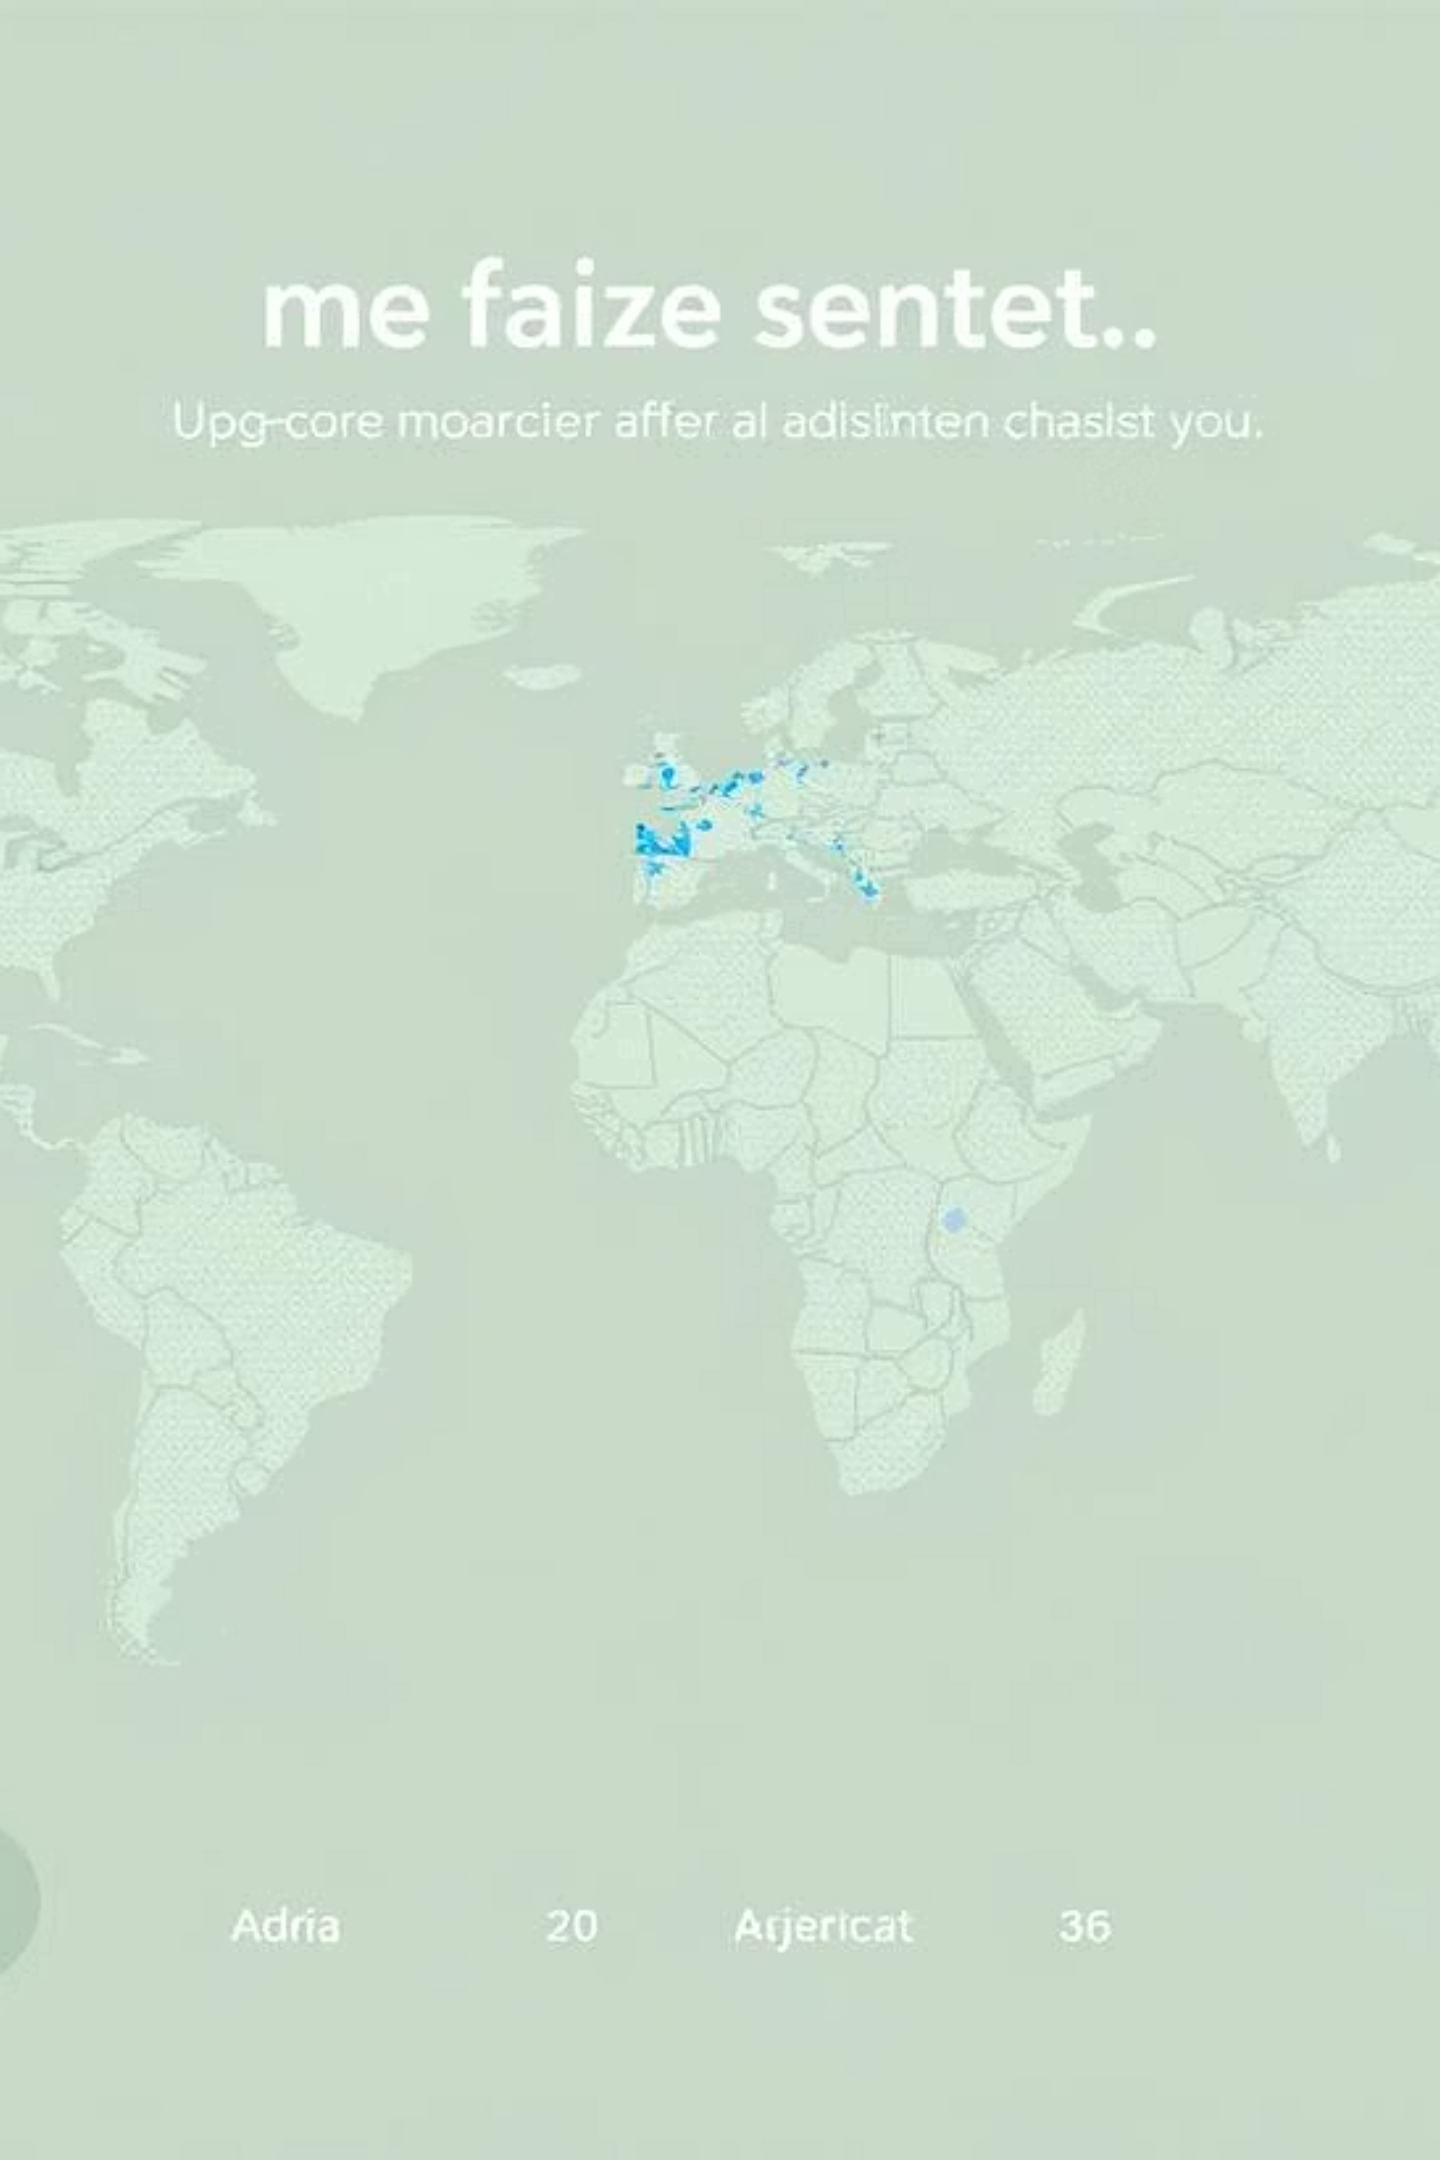 me faize sentet..
Upg-core moarcier affer al adislinten chasist you.
Adria 20 Arjericat 36